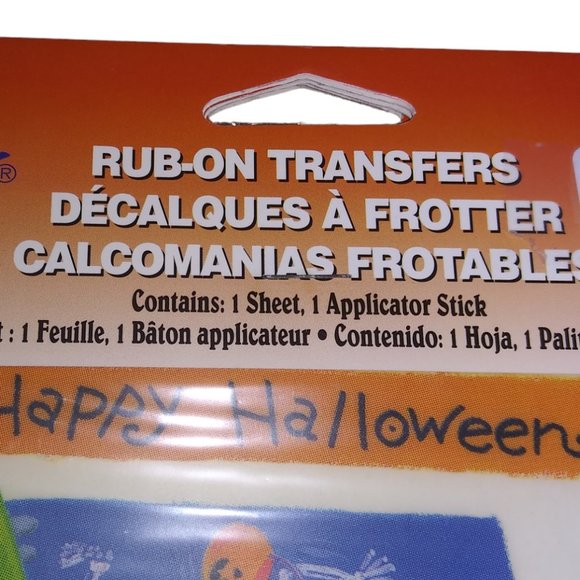 ®
RUB-ON TRANSFERS
DÉCALQUES À FROTTER
CALCOMANIAS FROTABLES
Contains: 1 Sheet, 1 Applicator Stick
: 1 Feuille, 1 Bâton applicateur • Contenido: 1 Hoja, 1
Happy Halloween